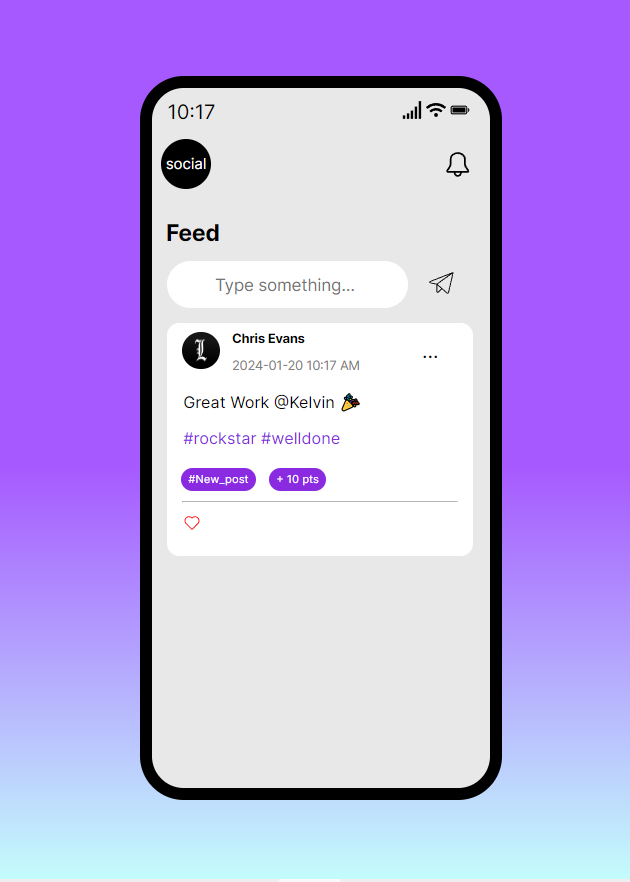 10:17
social
Feed
Type something...
Chris Evans
2024-01-20 10:17 AM
...
Great Work @Kelvin 🎉
#rockstar #welldone
#New_post + 10 pts